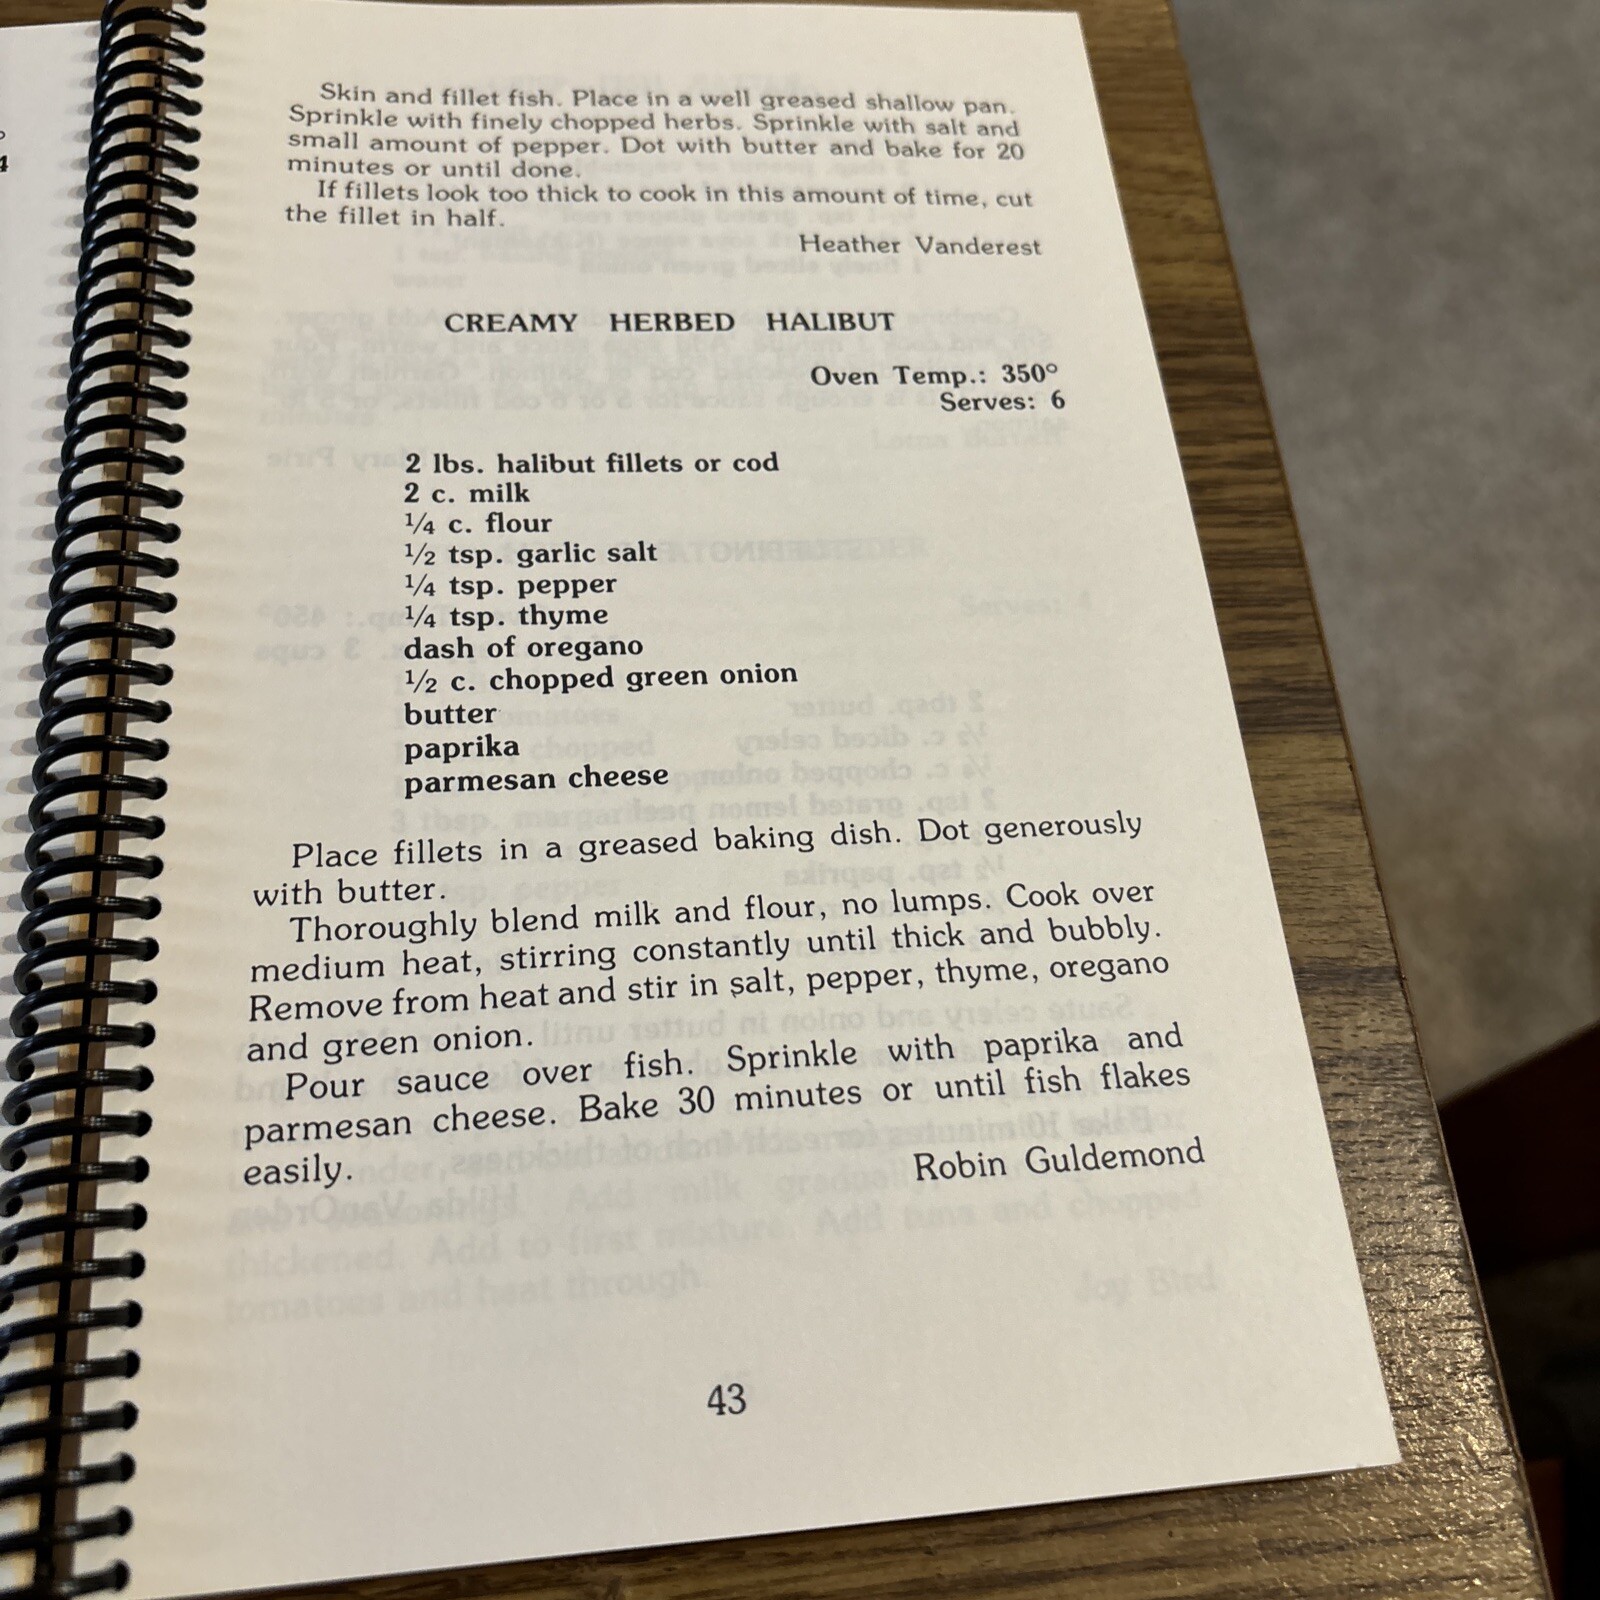 Skin and fillet fish. Place in a well greased shallow pan.
Sprinkle with finely chopped herbs. Sprinkle with salt and
small amount of pepper. Dot with butter and bake for 20
minutes or until done.
If fillets look too thick to cook in this amount of time, cut
the fillet in half.
Heather Vanderest
CREAMY HERBED HALIBUT
Oven Temp.: 350°
Serves: 6
2 lbs. halibut fillets or cod
2 c. milk
1/4 c. flour
1/2 tsp. garlic salt
1/4 tsp. pepper
1/4 tsp. thyme
dash of oregano
1/2 c. chopped green onion
butter
paprika
parmesan cheese
Place fillets in a greased baking dish. Dot generously
with butter.
Thoroughly blend milk and flour, no lumps. Cook over
medium heat, stirring constantly until thick and bubbly.
Remove from heat and stir in salt, pepper, thyme, oregano
and green onion.
Pour sauce over fish. Sprinkle with paprika and
parmesan cheese. Bake 30 minutes or until fish flakes
easily.
Robin Guldemond
43